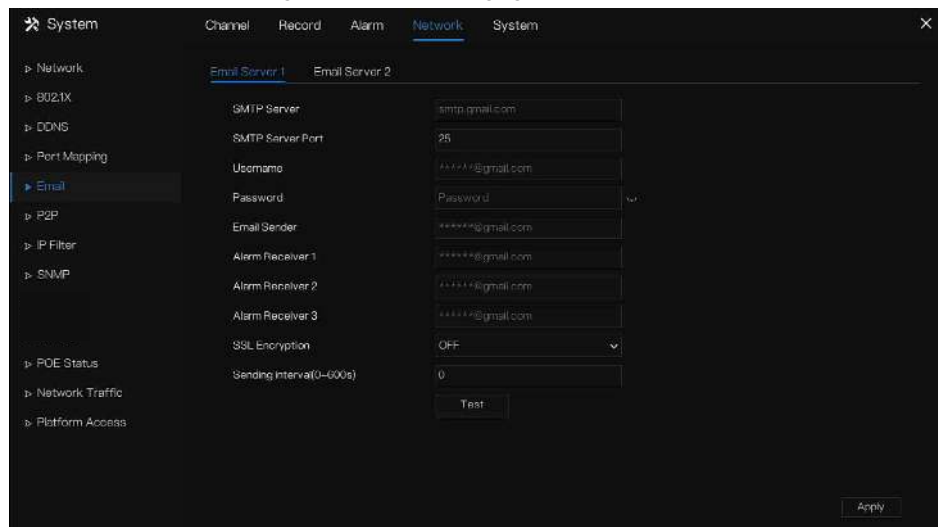 System
Channel Record Alarm Network System
Network
802.1X
DDNS
Port Mapping
Email
P2P
IP Filter
SNMP
POE Status
Network Traffic
Platform Access
Email Server 1 Email Server 2
SMTP Server smtp.gmail.com
SMTP Server Port 25
Username ******@gmail.com
Password Password
Email Sender ******@gmail.com
Alarm Receiver 1 ******@gmail.com
Alarm Receiver 2 ******@gmail.com
Alarm Receiver 3 ******@gmail.com
SSL Encryption OFF
Sending interval(0~600s) 0
Test
Apply